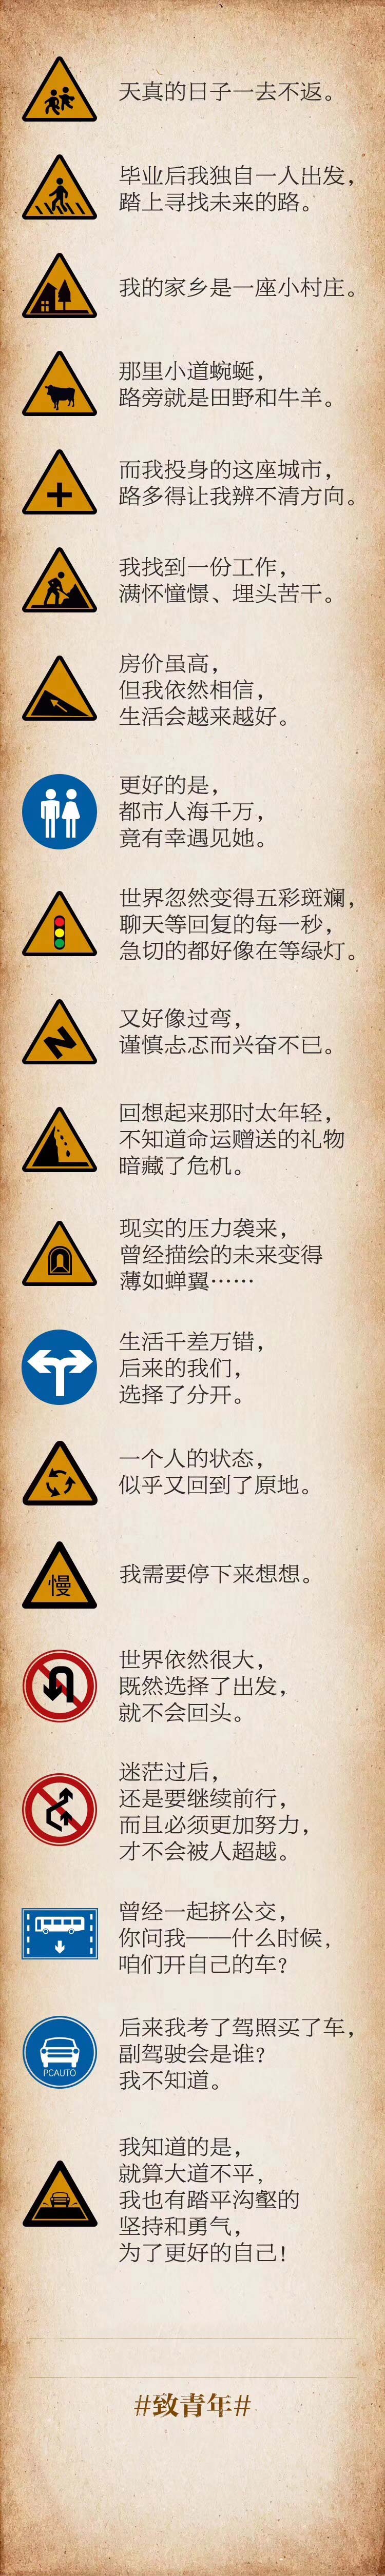 天真的日子一去不返。
毕业后我独自一人出发，
踏上寻找未来的路。
我的家乡是一座小村庄。
那里小道蜿蜒，
路旁就是田野和牛羊。
而我投身的这座城市，
路多得让我辨不清方向。
我找到一份工作，
满怀憧憬、埋头苦干。
房价虽高，
但我依然相信，
生活会越来越好。
更好的是，
都市人海千万，
竟有幸遇见她。
世界忽然变得五彩斑斓，
聊天等回复的每一秒，
急切的都好像在等绿灯。
又好像过弯，
谨慎忐忑而兴奋不已。
回想起来那时太年轻，
不知道命运赠送的礼物
暗藏了危机。
现实的压力袭来，
曾经描绘的未来变得
薄如蝉翼……
生活千差万错，
后来的我们，
选择了分开。
一个人的状态，
似乎又回到了原地。
慢
我需要停下来想想。
世界依然很大，
既然选择了出发，
就不会回头。
迷茫过后，
还是要继续前行，
而且必须更加努力，
才不会被人超越。
曾经一起挤公交，
你问我——什么时候，
咱们开自己的车？
PCAUTO
后来我考了驾照买了车，
副驾驶会是谁？
我不知道。
我知道的是，
就算大道不平，
我也有踏平沟壑的
坚持和勇气，
为了更好的自己！
#致青年#